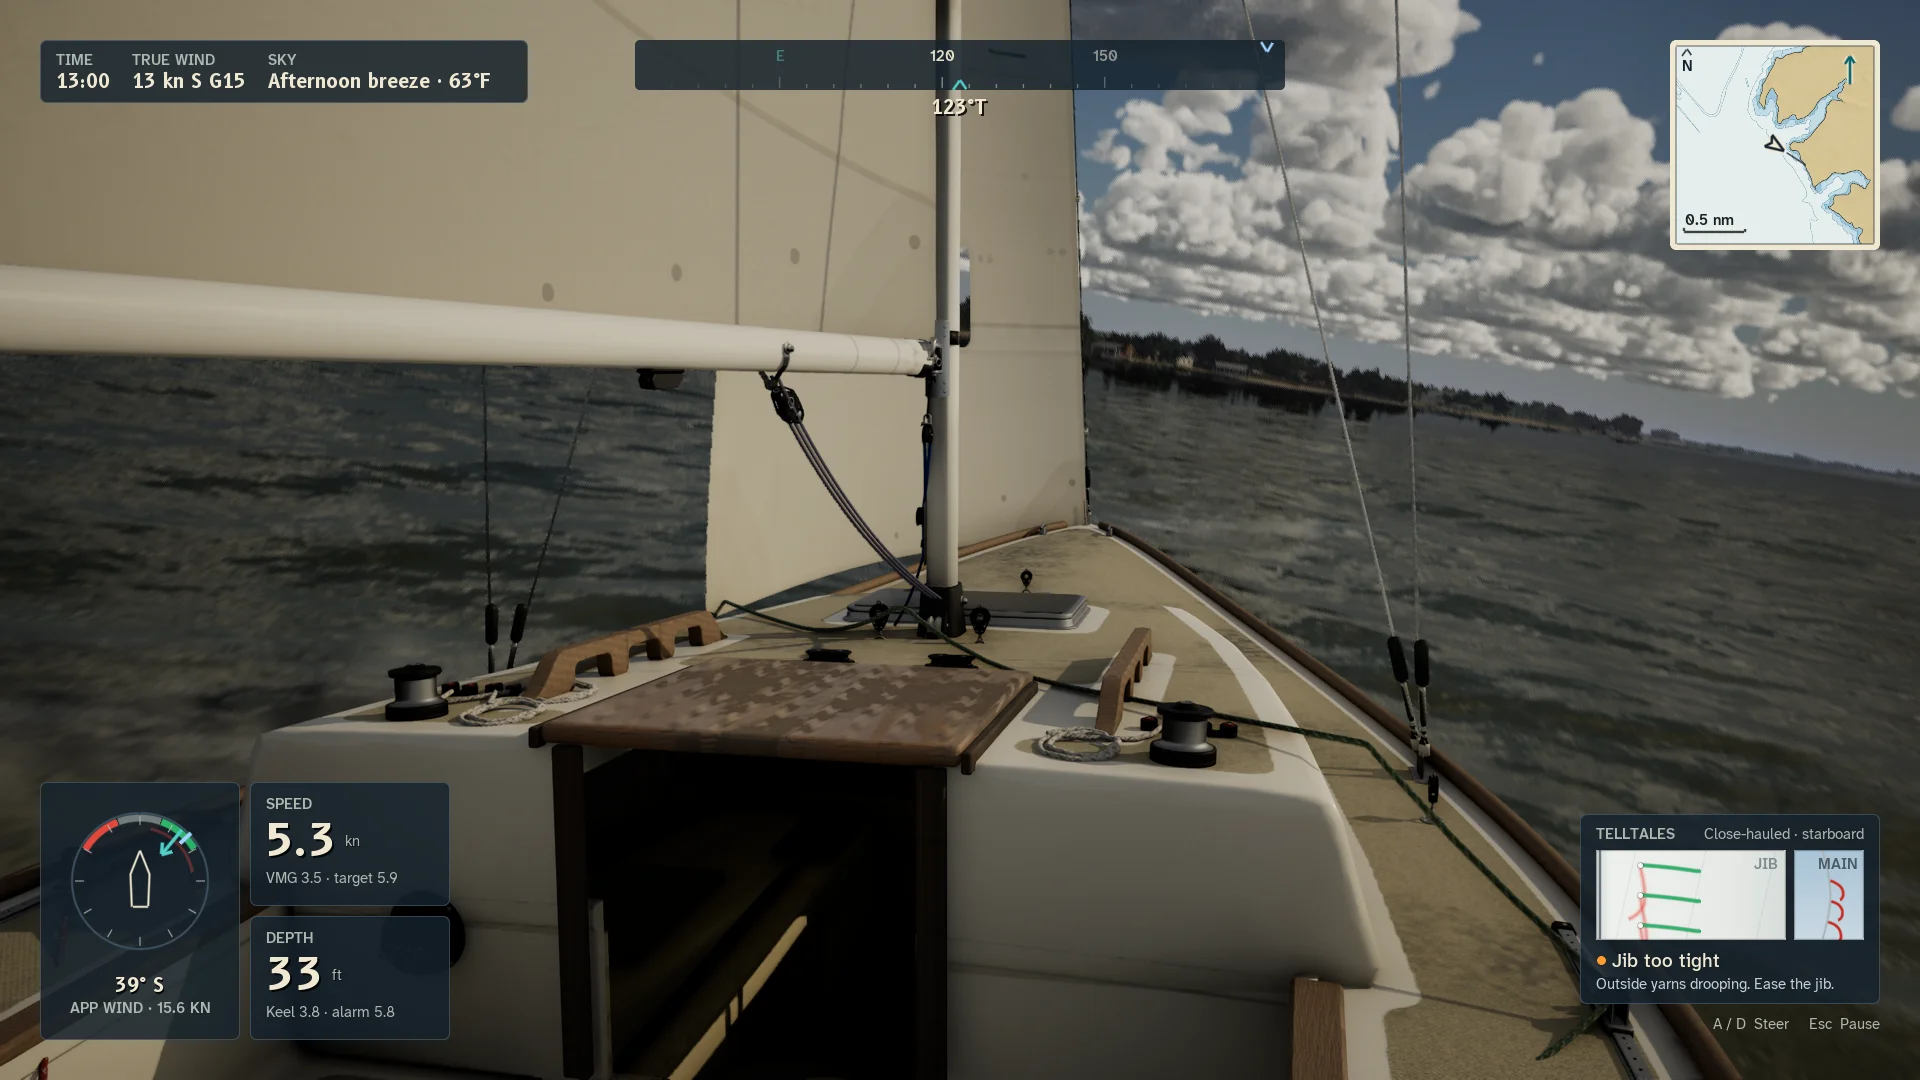 TIME TRUE WIND SKY
13:00 13 kn S G15 Afternoon breeze · 63°F
E 120 150
123°T
N
0.5 nm
SPEED
5.3 kn
VMG 3.5 · target 5.9
DEPTH
33 ft
Keel 3.8 · alarm 5.8
39° S
APP WIND · 15.6 KN
TELLTALES Close-hauled · starboard
JIB MAIN
Jib too tight
Outside yarns drooping. Ease the jib.
A / D Steer Esc Pause